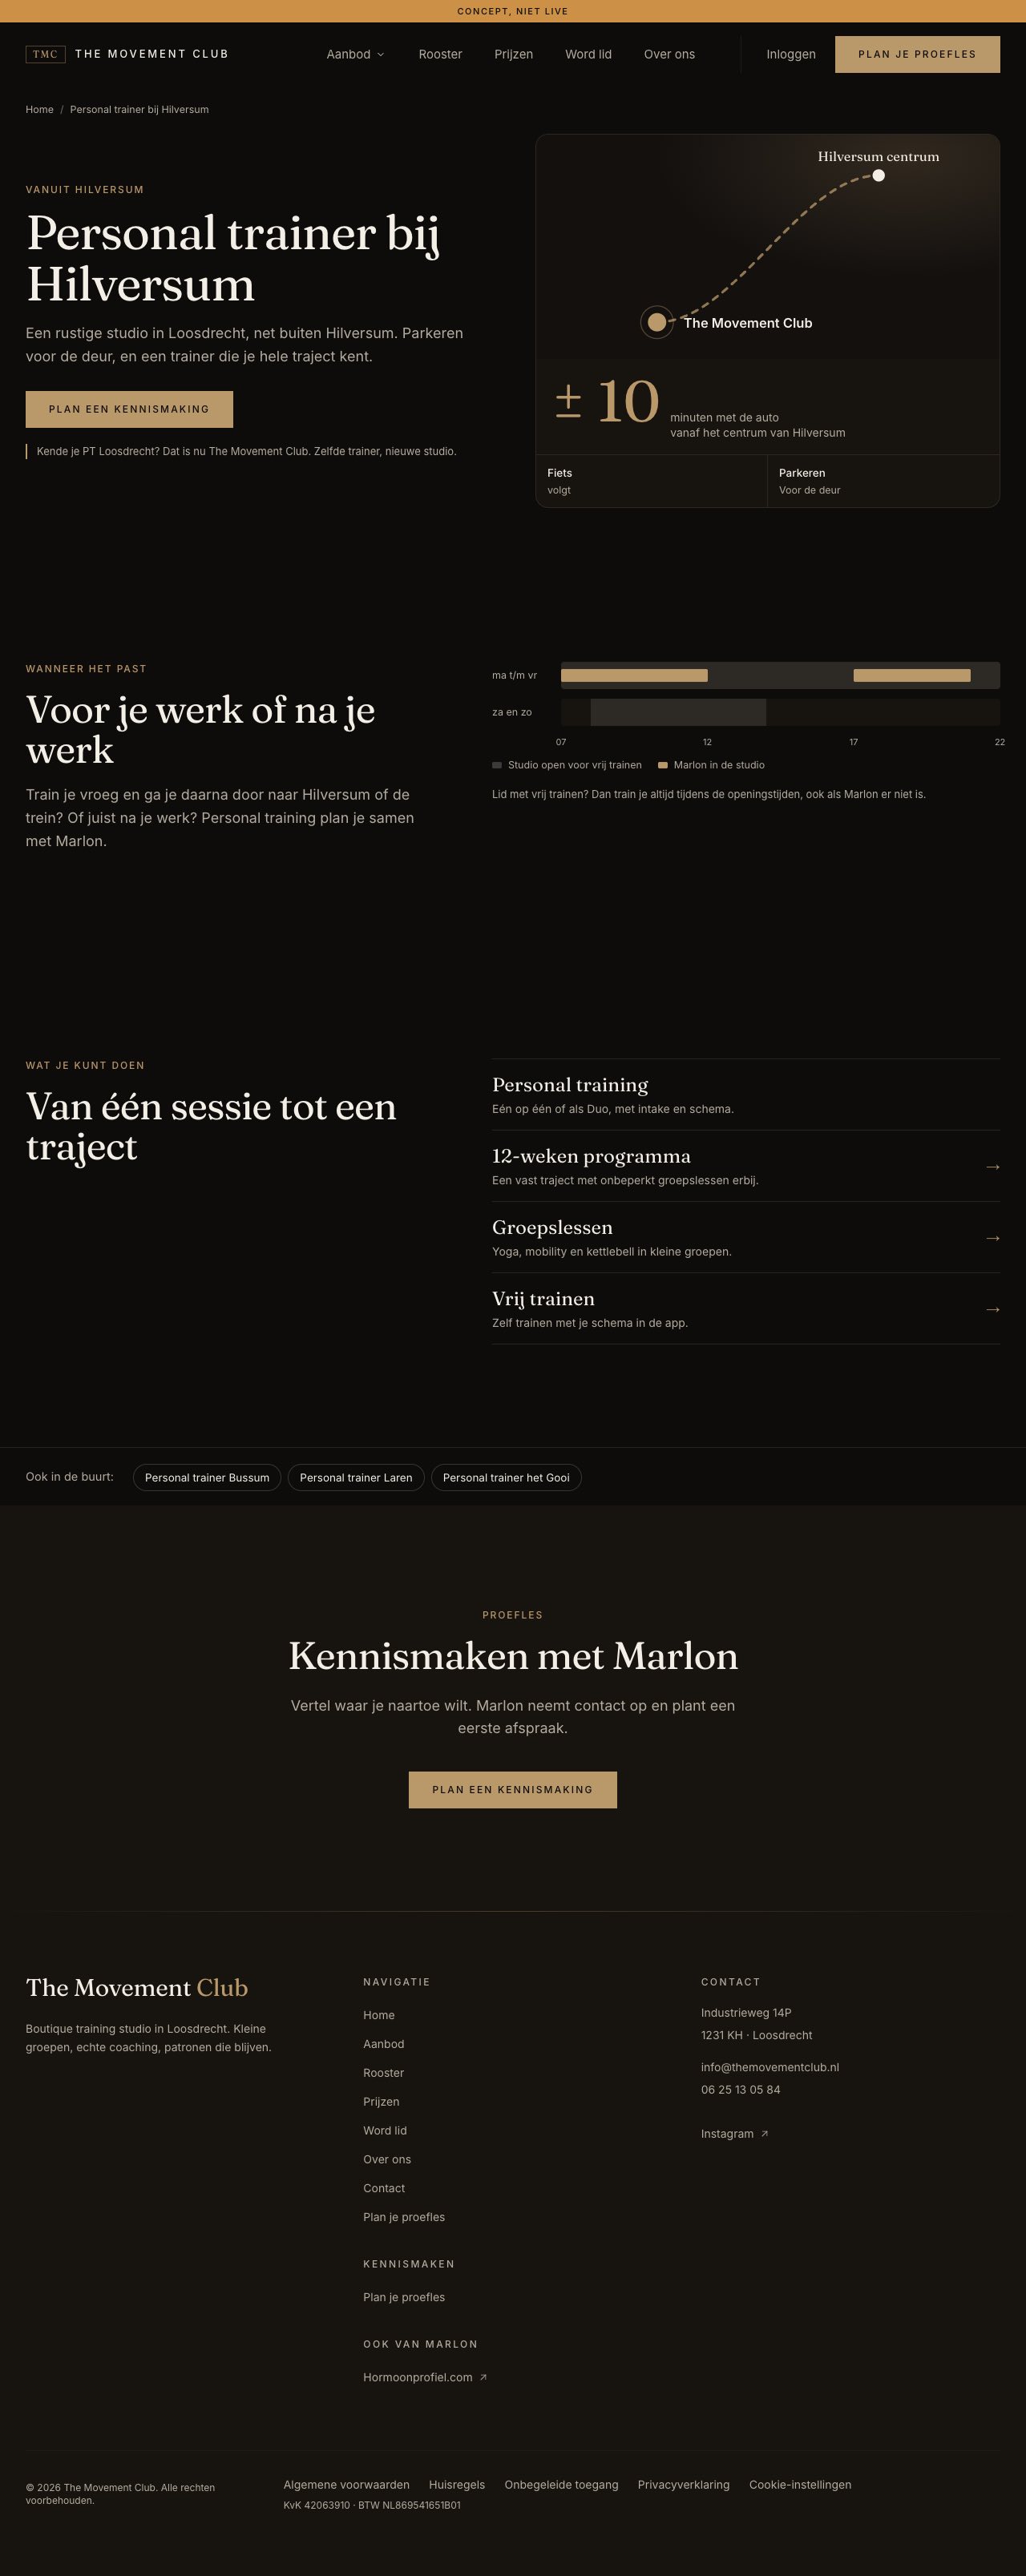 CONCEPT, NIET LIVE
TMC THE MOVEMENT CLUB
Aanbod Rooster Prijzen Word lid Over ons Inloggen PLAN JE PROEFLES
Home / Personal trainer bij Hilversum
VANUIT HILVERSUM
Personal trainer bij
Hilversum
Een rustige studio in Loosdrecht, net buiten Hilversum. Parkeren
voor de deur, en een trainer die je hele traject kent.
PLAN EEN KENNISMAKING
Kende je PT Loosdrecht? Dat is nu The Movement Club. Zelfde trainer, nieuwe studio.
Hilversum centrum
The Movement Club
± 10
minuten met de auto
vanaf het centrum van Hilversum
Fiets
volgt
Parkeren
Voor de deur
WANNEER HET PAST
Voor je werk of na je
werk
Train je vroeg en ga je daarna door naar Hilversum of de
trein? Of juist na je werk? Personal training plan je samen
met Marlon.
ma t/m vr
za en zo
07 12 17 22
Studio open voor vrij trainen Marlon in de studio
Lid met vrij trainen? Dan train je altijd tijdens de openingstijden, ook als Marlon er niet is.
WAT JE KUNT DOEN
Van één sessie tot een
traject
Personal training
Eén op één of als Duo, met intake en schema.
12-weken programma
Een vast traject met onbeperkt groepslessen erbij.
→
Groepslessen
Yoga, mobility en kettlebell in kleine groepen.
→
Vrij trainen
Zelf trainen met je schema in de app.
→
Ook in de buurt: Personal trainer Bussum Personal trainer Laren Personal trainer het Gooi
PROEFLES
Kennismaken met Marlon
Vertel waar je naartoe wilt. Marlon neemt contact op en plant een
eerste afspraak.
PLAN EEN KENNISMAKING
The Movement Club
Boutique training studio in Loosdrecht. Kleine
groepen, echte coaching, patronen die blijven.
NAVIGATIE
Home
Aanbod
Rooster
Prijzen
Word lid
Over ons
Contact
Plan je proefles
KENNISMAKEN
Plan je proefles
OOK VAN MARLON
Hormoonprofiel.com ↗
CONTACT
Industrieweg 14P
1231 KH · Loosdrecht
info@themovementclub.nl
06 25 13 05 84
Instagram ↗
© 2026 The Movement Club. Alle rechten
voorbehouden.
Algemene voorwaarden Huisregels Onbegeleide toegang Privacyverklaring Cookie-instellingen
KvK 42063910 · BTW NL869541651B01